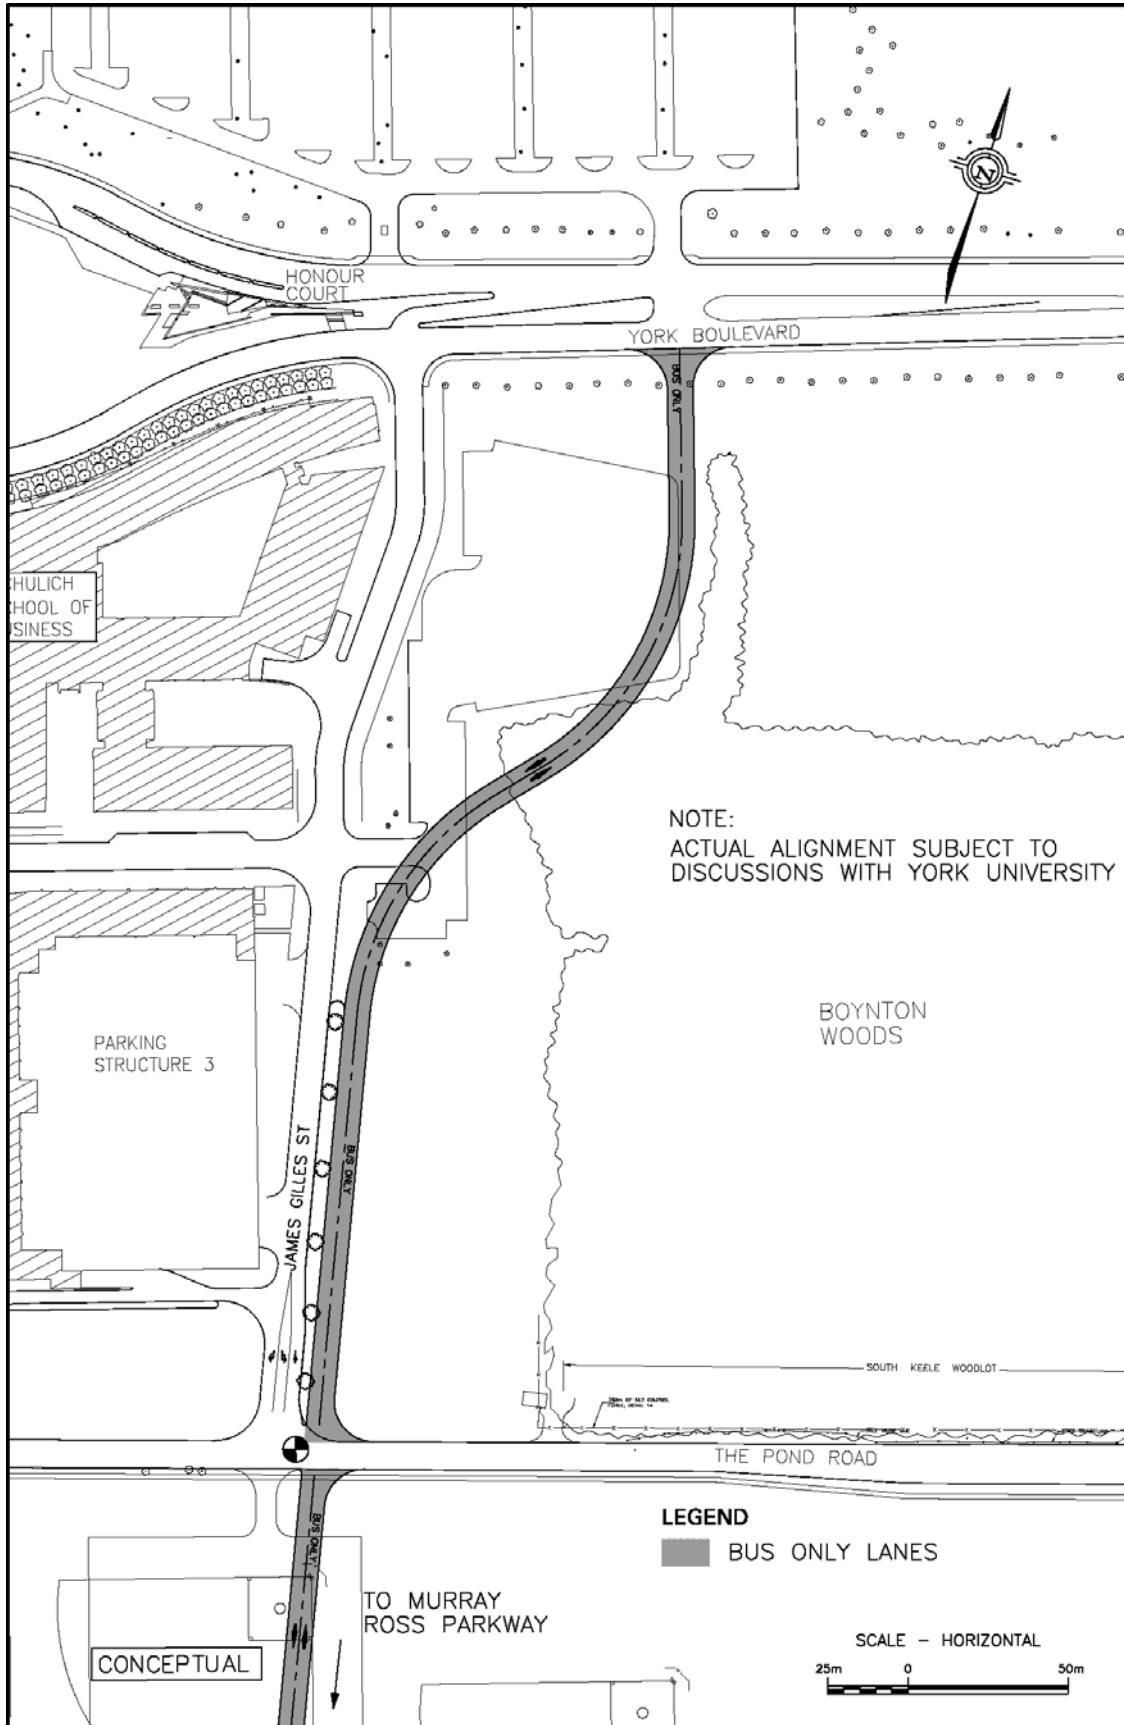 N
HONOUR
COURT
YORK BOULEVARD
BUS ONLY
CHULICH
CHOOL OF
USINESS
NOTE:
ACTUAL ALIGNMENT SUBJECT TO
DISCUSSIONS WITH YORK UNIVERSITY
BOYNTON
WOODS
PARKING
STRUCTURE 3
JAMES GILLES ST
BUS ONLY
SOUTH KEELE WOODLOT
THE POND ROAD
LEGEND
BUS ONLY LANES
BUS ONLY
TO MURRAY
ROSS PARKWAY
CONCEPTUAL
SCALE - HORIZONTAL
25m 0 50m